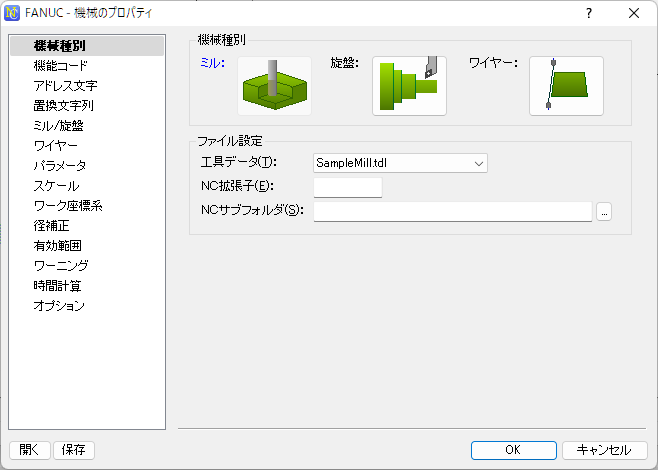 FANUC - 機械のプロパティ
機械種別
機能コード
アドレス文字
置換文字列
ミル/旋盤
ワイヤー
パラメータ
スケール
ワーク座標系
径補正
有効範囲
ワーニング
時間計算
オプション
機械種別
ミル:
旋盤:
ワイヤー:
ファイル設定
工具データ(T):
SampleMill.tdl
NC拡張子(E):
NCサブフォルダ(S):
...
開く
保存
OK
キャンセル